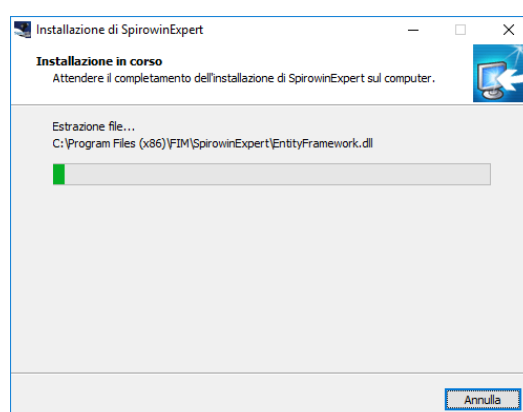 Installazione di SpirowinExpert
Installazione in corso
Attendere il completamento dell'installazione di SpirowinExpert sul computer.
Estrazione file...
C:\Program Files (x86)\FIM\SpirowinExpert\EntityFramework.dll
Annulla